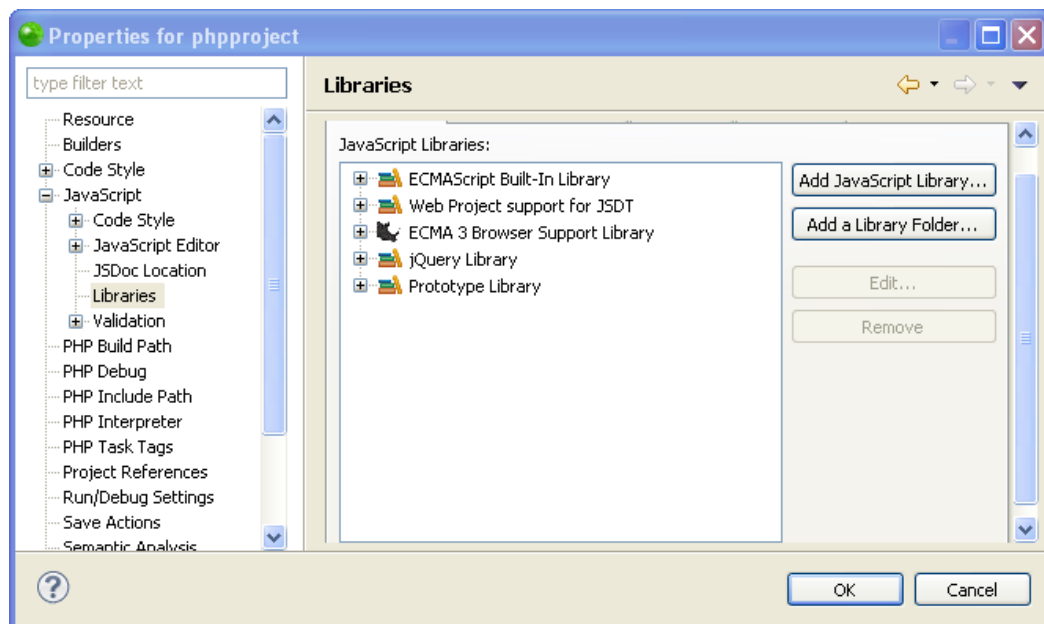 Properties for phpproject
type filter text
Resource
Builders
Code Style
JavaScript
Code Style
JavaScript Editor
JSDoc Location
Libraries
Validation
PHP Build Path
PHP Debug
PHP Include Path
PHP Interpreter
PHP Task Tags
Project References
Run/Debug Settings
Save Actions
Semantic Analysis
Libraries
JavaScript Libraries:
ECMAScript Built-In Library
Web Project support for JSDT
ECMA 3 Browser Support Library
jQuery Library
Prototype Library
Add JavaScript Library...
Add a Library Folder...
Edit...
Remove
OK
Cancel